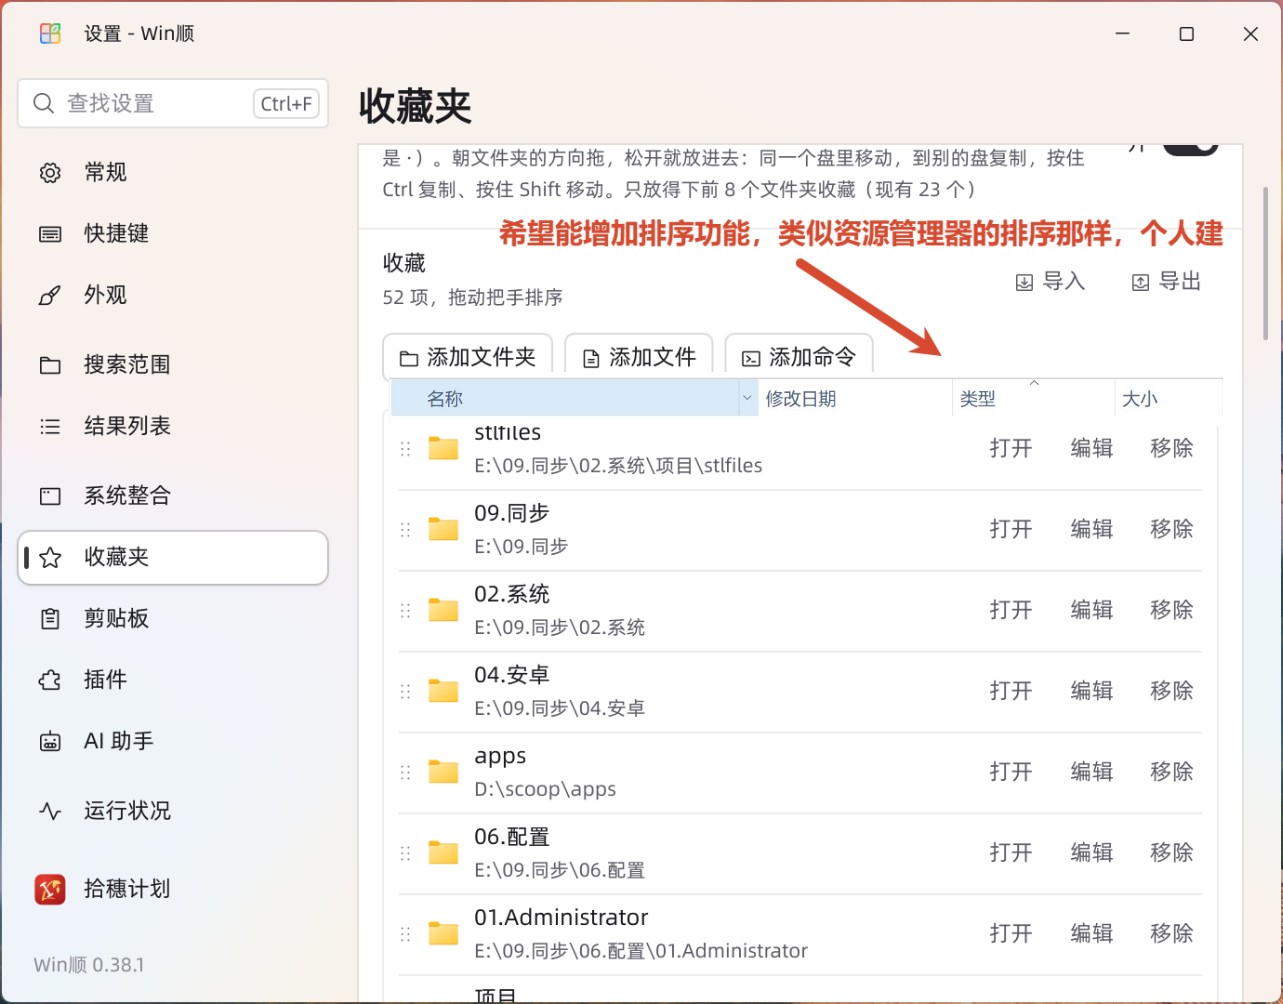 设置 - Win顺
查找设置 Ctrl+F
常规
快捷键
外观
搜索范围
结果列表
系统整合
收藏夹
剪贴板
插件
AI 助手
运行状况
拾穗计划
Win顺 0.38.1
收藏夹
是 · ）。朝文件夹的方向拖，松开就放进去：同一个盘里移动，到别的盘复制，按住
Ctrl 复制、按住 Shift 移动。只放得下前 8 个文件夹收藏（现有 23 个）
希望能增加排序功能，类似资源管理器的排序那样，个人建
收藏
52 项，拖动把手排序
导入 导出
添加文件夹 添加文件 添加命令
名称 修改日期 类型 大小
stlfiles
E:\09.同步\02.系统\项目\stlfiles
打开 编辑 移除
09.同步
E:\09.同步
打开 编辑 移除
02.系统
E:\09.同步\02.系统
打开 编辑 移除
04.安卓
E:\09.同步\04.安卓
打开 编辑 移除
apps
D:\scoop\apps
打开 编辑 移除
06.配置
E:\09.同步\06.配置
打开 编辑 移除
01.Administrator
E:\09.同步\06.配置\01.Administrator
打开 编辑 移除
项目